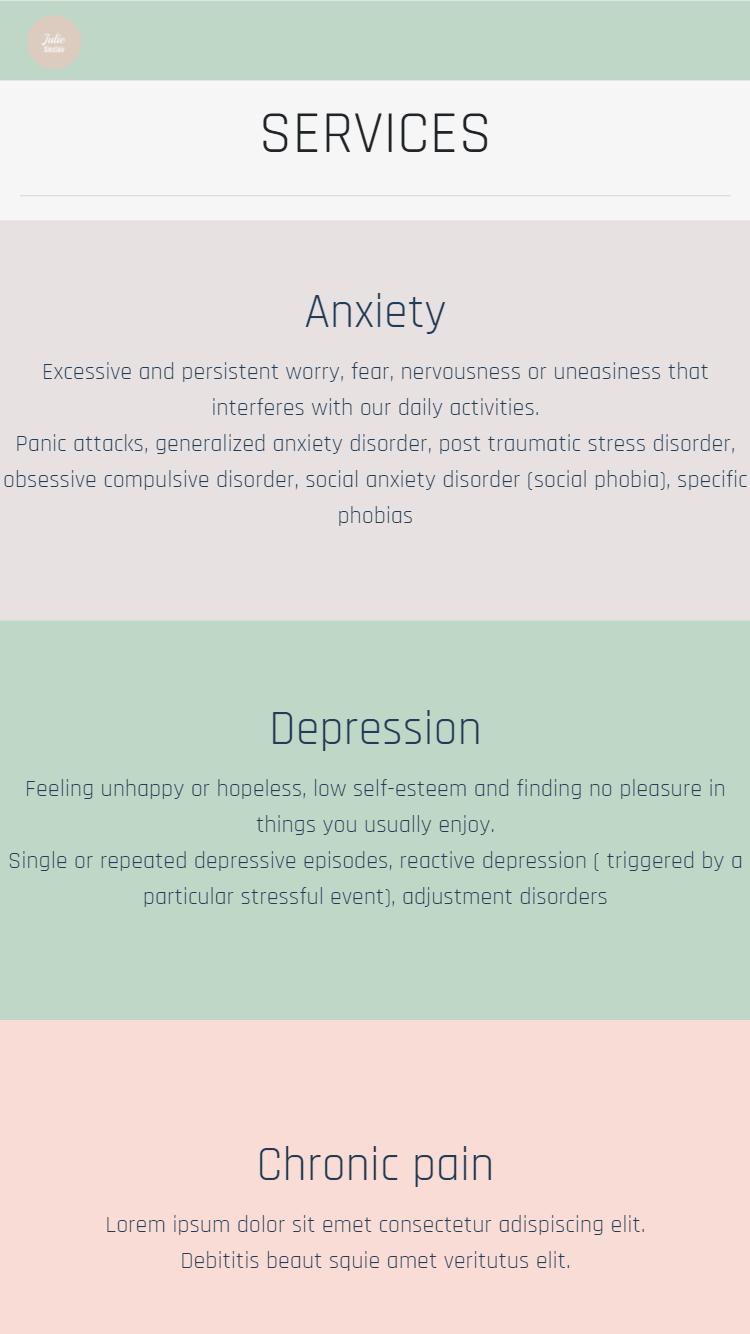 Julie
SERVICES
Anxiety
Excessive and persistent worry, fear, nervousness or uneasiness that
interferes with our daily activities.
Panic attacks, generalized anxiety disorder, post traumatic stress disorder,
obsessive compulsive disorder, social anxiety disorder (social phobia), specific
phobias
Depression
Feeling unhappy or hopeless, low self-esteem and finding no pleasure in
things you usually enjoy.
Single or repeated depressive episodes, reactive depression ( triggered by a
particular stressful event), adjustment disorders
Chronic pain
Lorem ipsum dolor sit emet consectetur adispiscing elit.
Debititis beaut squie amet veritutus elit.